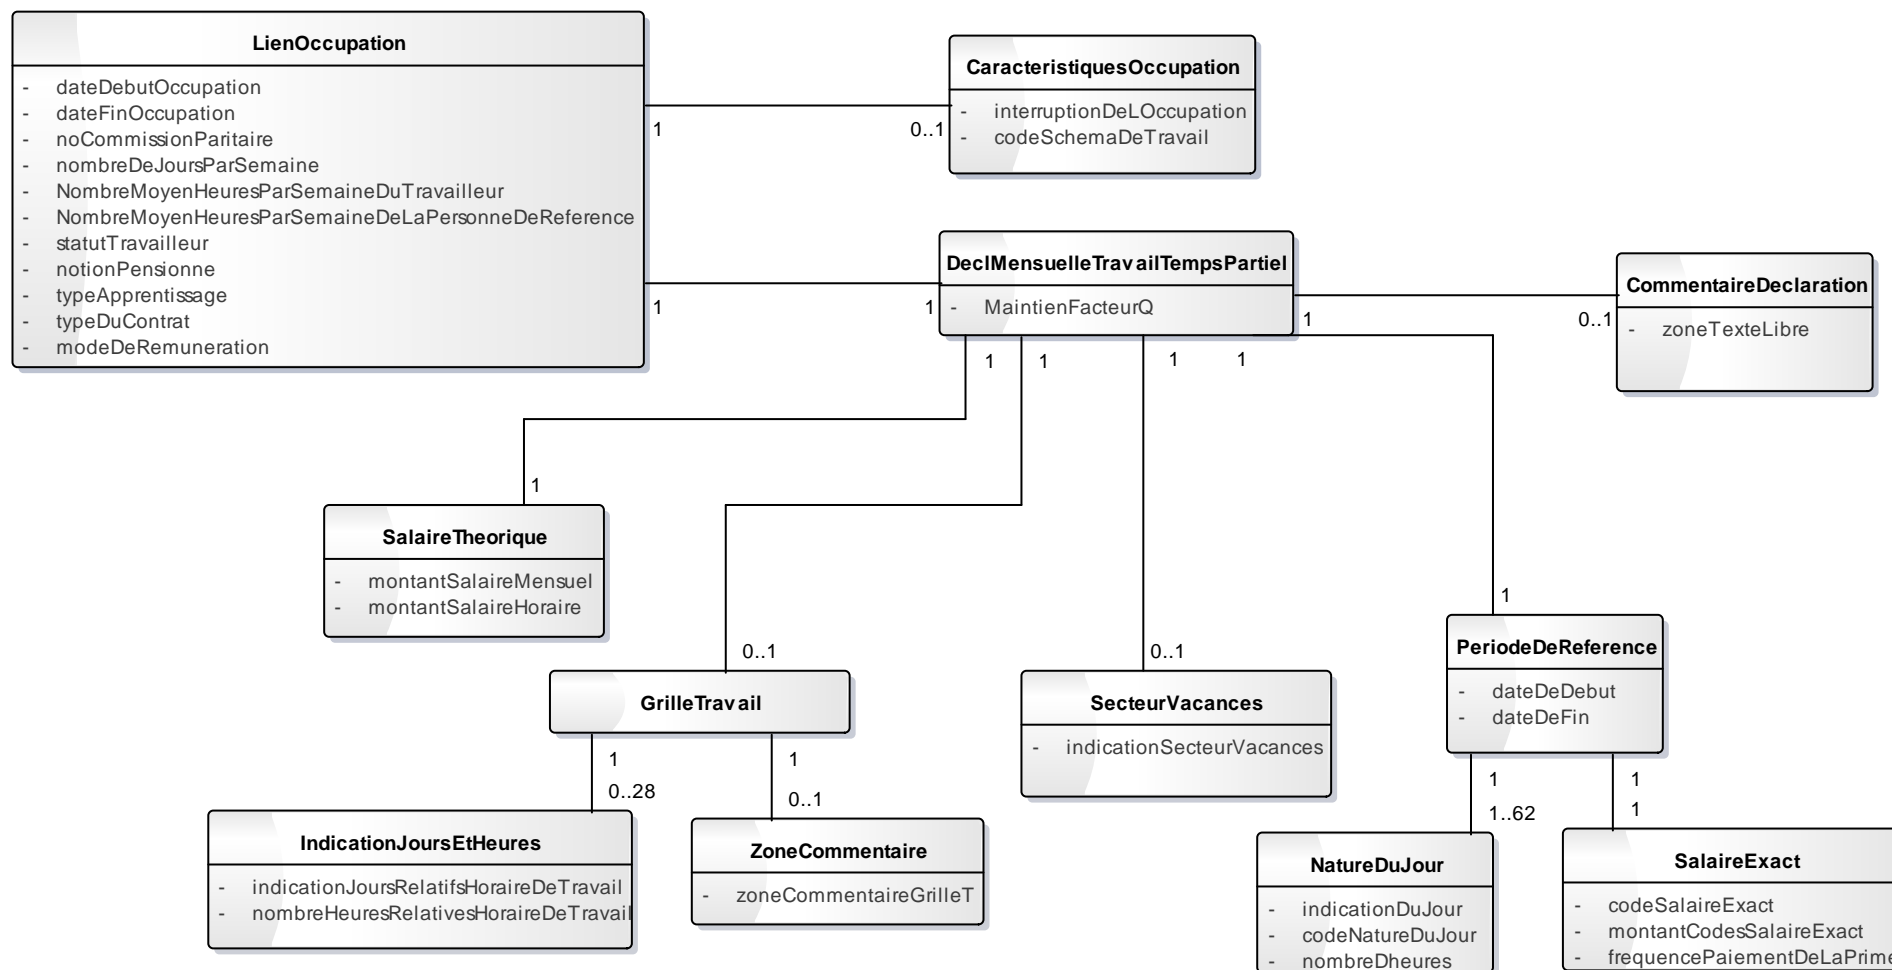 LienOccupation
- dateDebutOccupation
- dateFinOccupation
- noCommissionParitaire
- nombreDeJoursParSemaine
- NombreMoyenHeuresParSemaineDuTravailleur
- NombreMoyenHeuresParSemaineDeLaPersonneDeReference
- statutTravailleur
- notionPensionne
- typeApprentissage
- typeDuContrat
- modeDeRemuneration
1
0..1
CaracteristiquesOccupation
- interruptionDeLOccupation
- codeSchemaDeTravail
1
1
DeclMensuelleTravailTempsPartiel
- MaintienFacteurQ
1
0..1
CommentaireDeclaration
- zoneTexteLibre
1
1
1
1
1
SalaireTheorique
- montantSalaireMensuel
- montantSalaireHoraire
0..1
GrilleTravail
0..1
SecteurVacances
- indicationSecteurVacances
1
PeriodeDeReference
- dateDeDebut
- dateDeFin
1
0..28
1
0..1
1
1..62
1
1
IndicationJoursEtHeures
- indicationJoursRelatifsHoraireDeTravail
- nombreHeuresRelativesHoraireDeTravail
ZoneCommentaire
- zoneCommentaireGrilleT
NatureDuJour
- indicationDuJour
- codeNatureDuJour
- nombreDheures
SalaireExact
- codeSalaireExact
- montantCodesSalaireExact
- frequencePaiementDeLaPrime